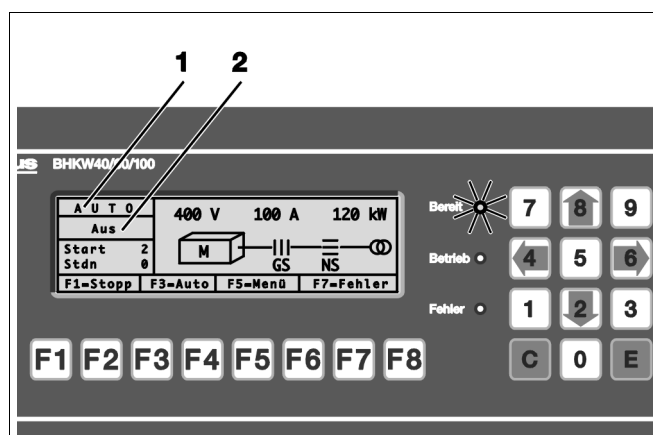 1 2
us BHKW40/50/100
A U T O
Aus
Start 2
Stdn 0
400 V 100 A 120 kW
M
GS NS
F1-Stopp F3-Auto F5-Menü F7-Fehler
Bereit
Betrieb
Fehler
7 8 9
4 5 6
1 2 3
C 0 E
F1 F2 F3 F4 F5 F6 F7 F8